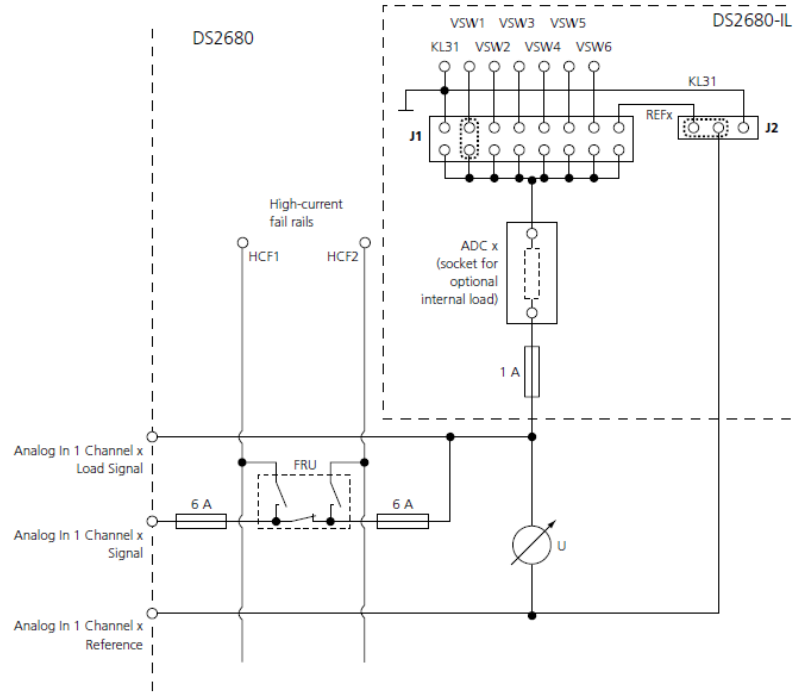 DS2680
DS2680-IL
VSW1 VSW3 VSW5
KL31 VSW2 VSW4 VSW6
KL31
REFx
J1
J2
High-current
fail rails
HCF1
HCF2
ADC x
(socket for
optional
internal load)
1 A
Analog In 1 Channel x
Load Signal
FRU
6 A
6 A
Analog In 1 Channel x
Signal
U
Analog In 1 Channel x
Reference